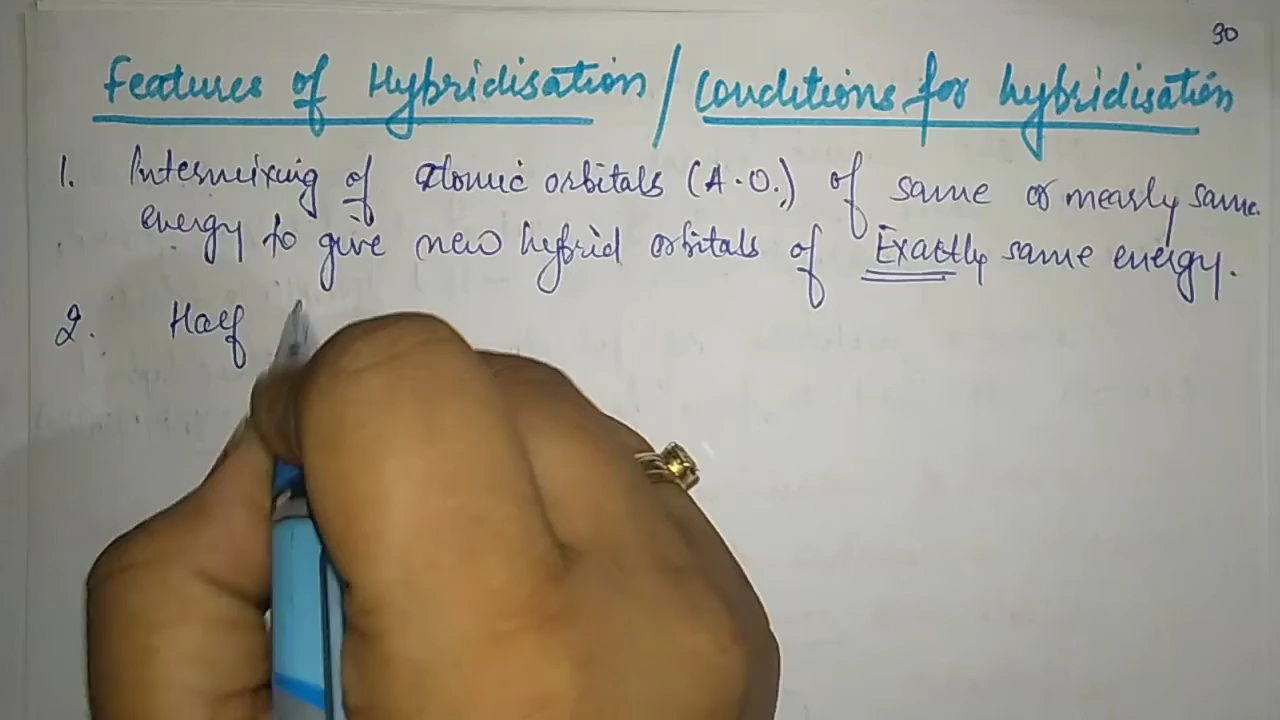 30
Features of Hybridisation / Conditions for hybridisation
1. Intermixing of atomic orbitals (A.O.) of same or nearly same
energy to give new hybrid orbitals of Exactly same energy.
2. Half